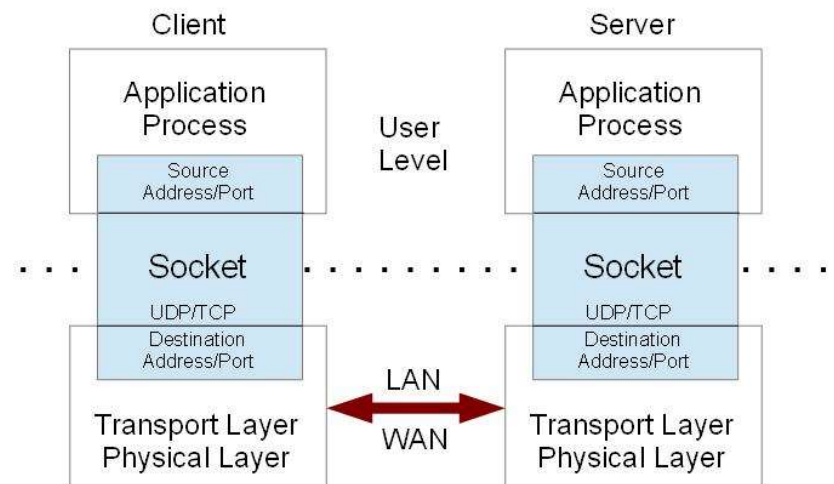 Client
Server
Application
Process
Application
Process
User
Level
Source
Address/Port
Source
Address/Port
Socket
Socket
UDP/TCP
UDP/TCP
Destination
Address/Port
Destination
Address/Port
LAN
WAN
Transport Layer
Physical Layer
Transport Layer
Physical Layer